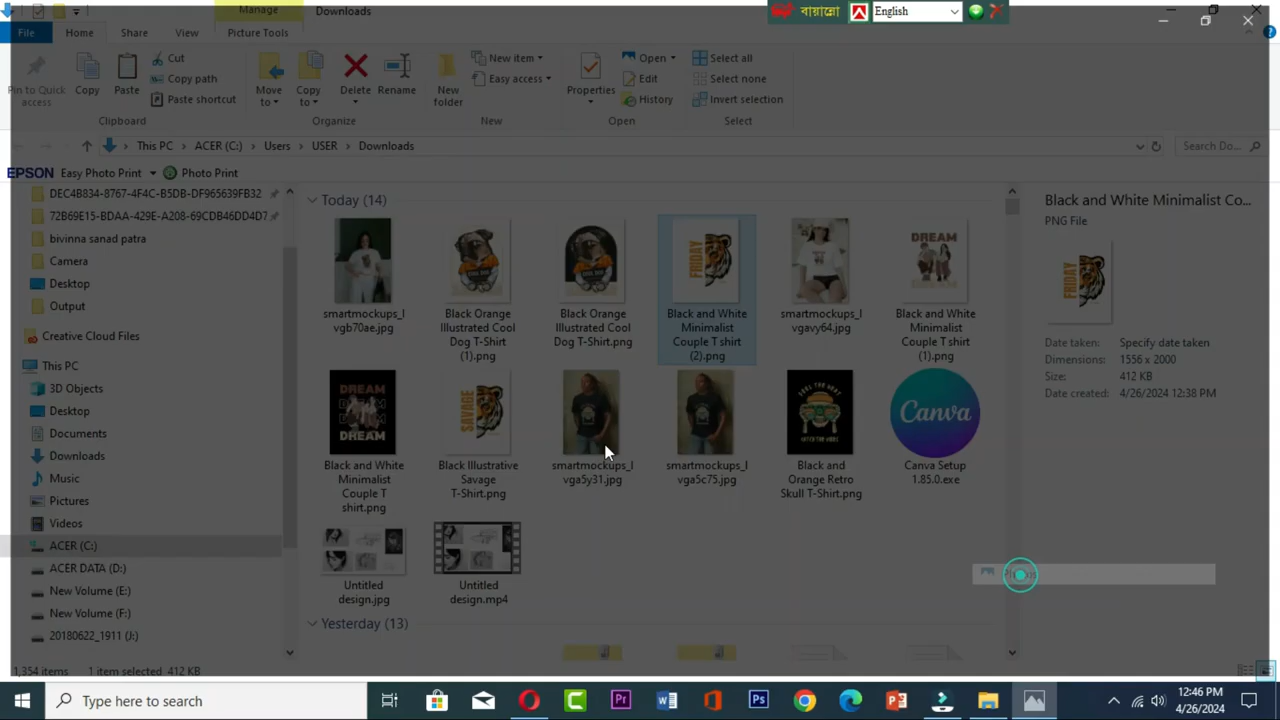 Manage
Downloads
বায়ান্নো
English
File
Home
Share
View
Picture Tools
Pin to Quick
access
Copy
Paste
Cut
Copy path
Paste shortcut
Clipboard
Move
to
Copy
to
Delete
Rename
Organize
New
folder
New item
Easy access
New
Properties
Open
Edit
History
Open
Select all
Select none
Invert selection
Select
This PC
ACER (C:)
Users
USER
Downloads
Search Do...
EPSON
Easy Photo Print
Photo Print
DEC4B834-8767-4F4C-B5DB-DF965639FB32
72B69E15-BDAA-429E-A208-69CDB46DD4D7
bivinna sanad patra
Camera
Desktop
Output
Creative Cloud Files
This PC
3D Objects
Desktop
Documents
Downloads
Music
Pictures
Videos
ACER (C:)
ACER DATA (D:)
New Volume (E:)
New Volume (F:)
20180622_1911 (J:)
Today (14)
smartmockups_l
vgb70ae.jpg
Black Orange
Illustrated Cool
Dog T-Shirt
(1).png
Black Orange
Illustrated Cool
Dog T-Shirt.png
FRIDAY
Black and White
Minimalist
Couple T shirt
(2).png
smartmockups_l
vgavy64.jpg
DREAM
Black and White
Minimalist
Couple T shirt
(1).png
DREAM
DREAM
Black and White
Minimalist
Couple T
shirt.png
SAVAGE
Black Illustrative
Savage
T-Shirt.png
smartmockups_l
vga5y31.jpg
smartmockups_l
vga5c75.jpg
Black and
Orange Retro
Skull T-Shirt.png
Canva
Canva Setup
1.85.0.exe
Untitled
design.jpg
Untitled
design.mp4
Yesterday (13)
Black and White Minimalist Co...
PNG File
FRIDAY
Date taken: Specify date taken
Dimensions: 1556 x 2000
Size: 412 KB
Date created: 4/26/2024 12:38 PM
1,354 items
1 item selected 412 KB
Type here to search
Pr
Ps
12:46 PM
4/26/2024